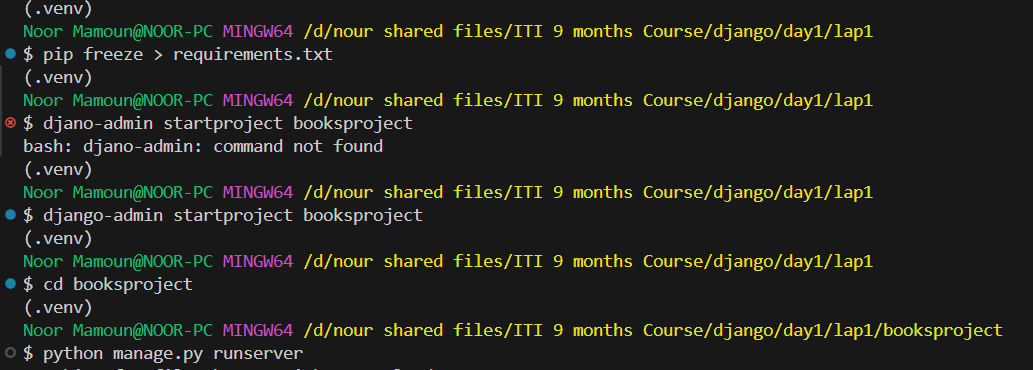 (.venv)
Noor Mamoun@NOOR-PC MINGW64 /d/nour shared files/ITI 9 months Course/django/day1/lap1
$ pip freeze > requirements.txt
(.venv)
Noor Mamoun@NOOR-PC MINGW64 /d/nour shared files/ITI 9 months Course/django/day1/lap1
$ djano-admin startproject booksproject
bash: djano-admin: command not found
(.venv)
Noor Mamoun@NOOR-PC MINGW64 /d/nour shared files/ITI 9 months Course/django/day1/lap1
$ django-admin startproject booksproject
(.venv)
Noor Mamoun@NOOR-PC MINGW64 /d/nour shared files/ITI 9 months Course/django/day1/lap1
$ cd booksproject
(.venv)
Noor Mamoun@NOOR-PC MINGW64 /d/nour shared files/ITI 9 months Course/django/day1/lap1/booksproject
$ python manage.py runserver